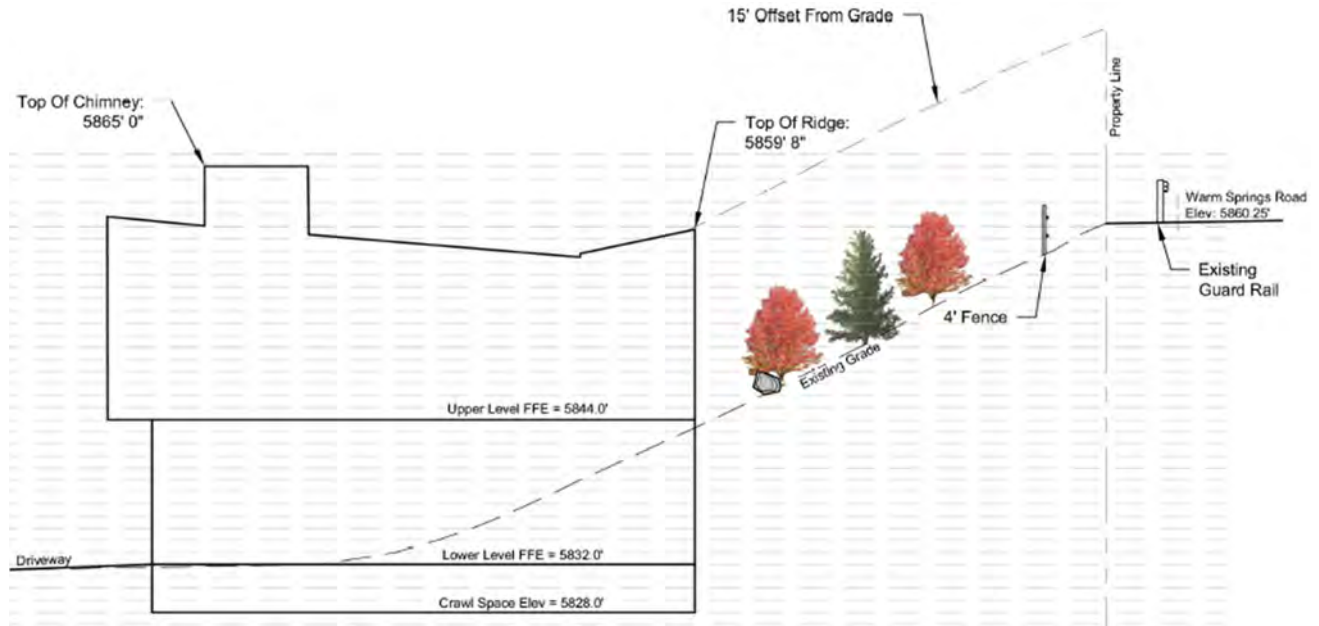 15' Offset From Grade
Top Of Chimney:
5865' 0"
Top Of Ridge:
5859' 8"
Property Line
Warm Springs Road
Elev: 5860.25'
Existing
Guard Rail
4' Fence
Existing Grade
Upper Level FFE = 5844.0'
Driveway
Lower Level FFE = 5832.0'
Crawl Space Elev = 5828.0'